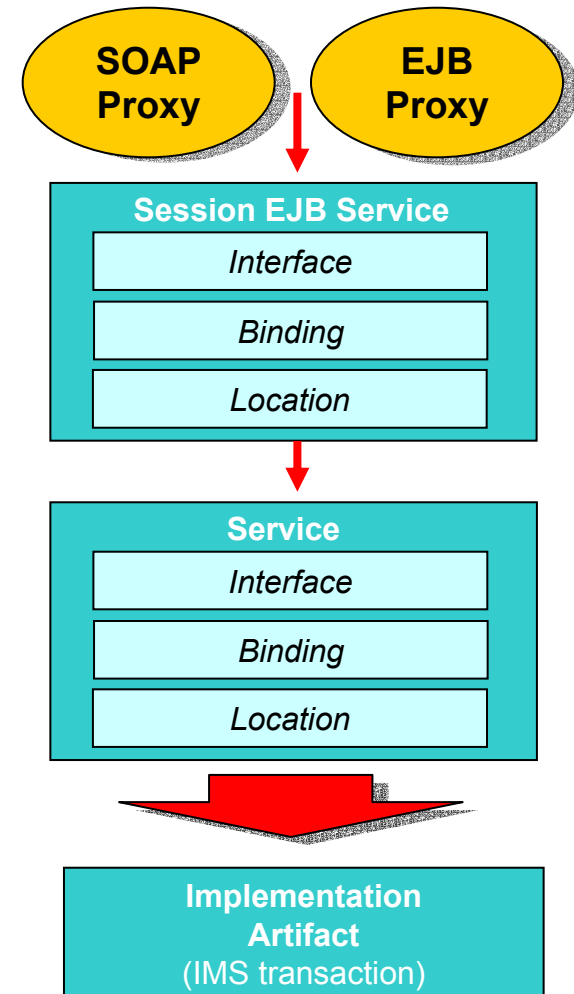 SOAP
Proxy
EJB
Proxy
Session EJB Service
Interface
Binding
Location
Service
Interface
Binding
Location
Implementation
Artifact
(IMS transaction)